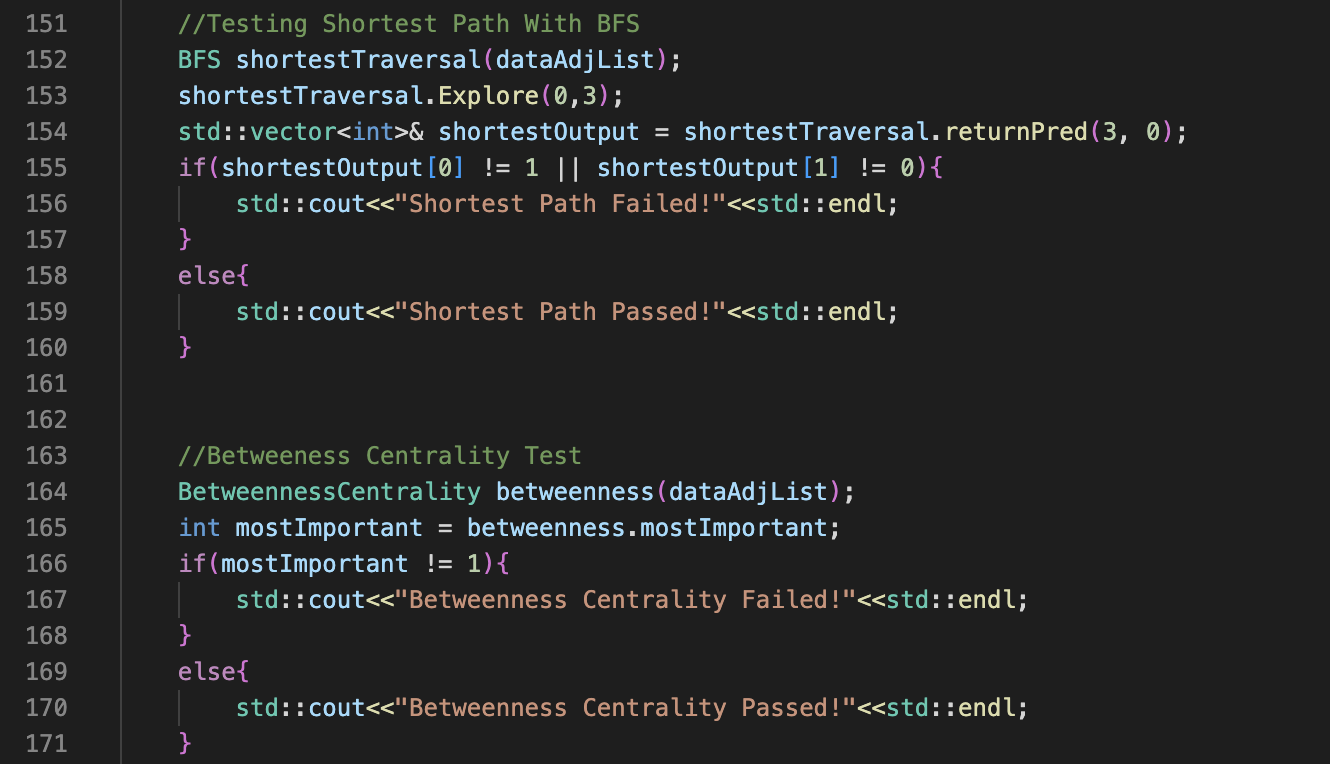 151 //Testing Shortest Path With BFS
152 BFS shortestTraversal(dataAdjList);
153 shortestTraversal.Explore(0,3);
154 std::vector<int>& shortestOutput = shortestTraversal.returnPred(3, 0);
155 if(shortestOutput[0] != 1 || shortestOutput[1] != 0){
156 std::cout<<"Shortest Path Failed!"<<std::endl;
157 }
158 else{
159 std::cout<<"Shortest Path Passed!"<<std::endl;
160 }
161
162
163 //Betweeness Centrality Test
164 BetweennessCentrality betweenness(dataAdjList);
165 int mostImportant = betweenness.mostImportant;
166 if(mostImportant != 1){
167 std::cout<<"Betweenness Centrality Failed!"<<std::endl;
168 }
169 else{
170 std::cout<<"Betweenness Centrality Passed!"<<std::endl;
171 }